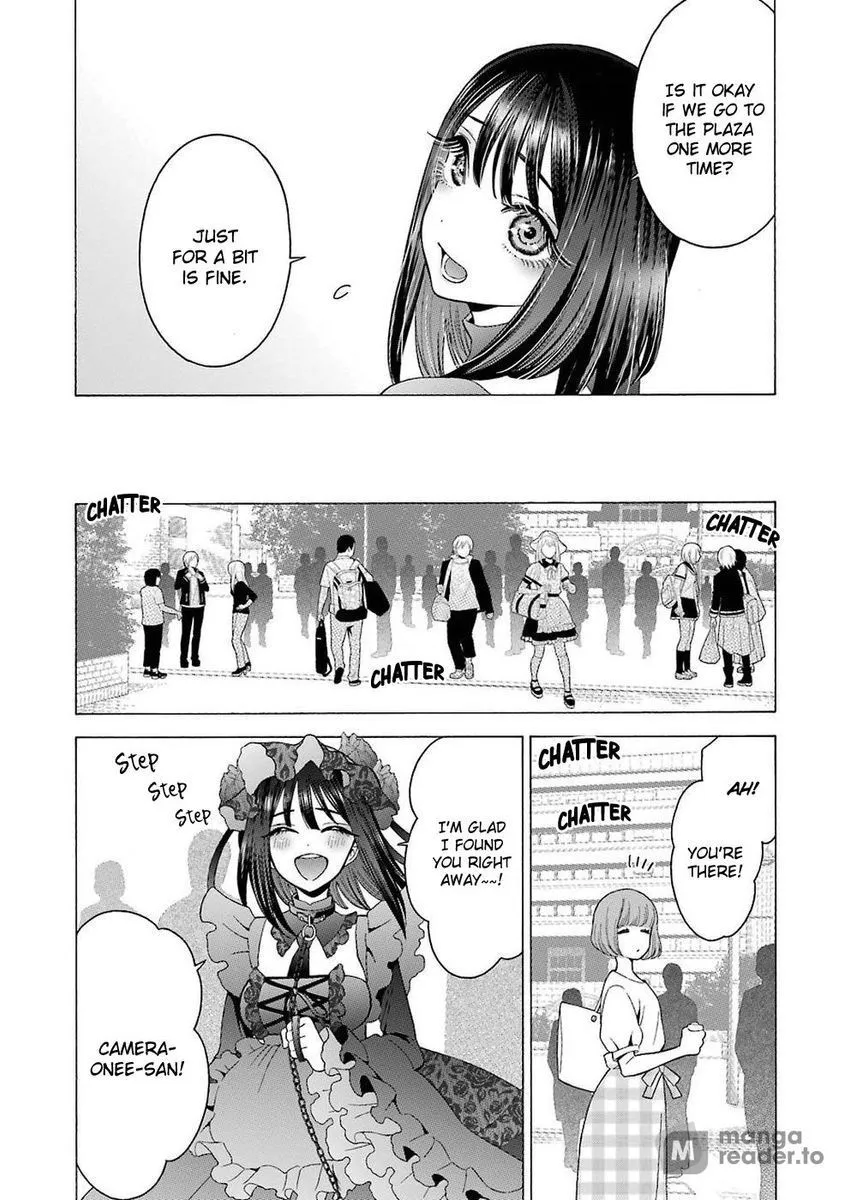 IS IT OKAY
IF WE GO TO
THE PLAZA
ONE MORE
TIME?
JUST
FOR A BIT
IS FINE.
CHATTER
CHATTER
CHATTER
CHATTER
CHATTER
AH!
YOU'RE
THERE!
Step
Step
Step
I'M GLAD
I FOUND
YOU RIGHT
AWAY~~!
CAMERA-
ONEE-SAN!
M
manga
reader.to